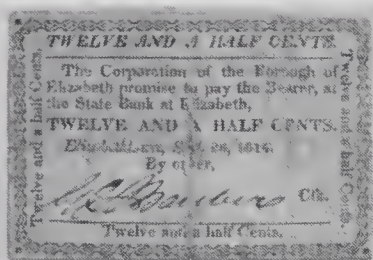 TWELVE AND A HALF CENTS.
The Corporation of the Borough of
Elizabeth promise to pay the Bearer, at
the State Bank at Elizabeth,
TWELVE AND A HALF CENTS.
1816.
By order,
Clk.
Twelve and a half Cents.
Twelve and a half Cents.
Twelve and a half Cents.